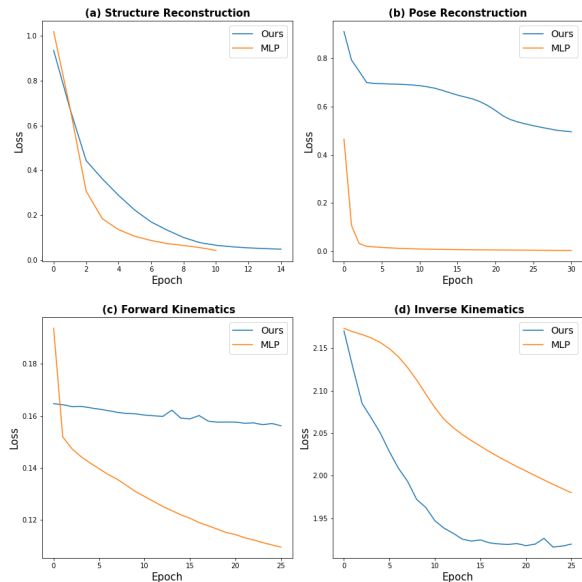 (a) Structure Reconstruction
Ours
MLP
Loss
1.0
0.8
0.6
0.4
0.2
0.0
0 2 4 6 8 10 12 14
Epoch
(b) Pose Reconstruction
Ours
MLP
Loss
0.8
0.6
0.4
0.2
0.0
0 5 10 15 20 25 30
Epoch
(c) Forward Kinematics
Ours
MLP
Loss
0.18
0.16
0.14
0.12
0 5 10 15 20 25
Epoch
(d) Inverse Kinematics
Ours
MLP
Loss
2.15
2.10
2.05
2.00
1.95
0 5 10 15 20 25
Epoch